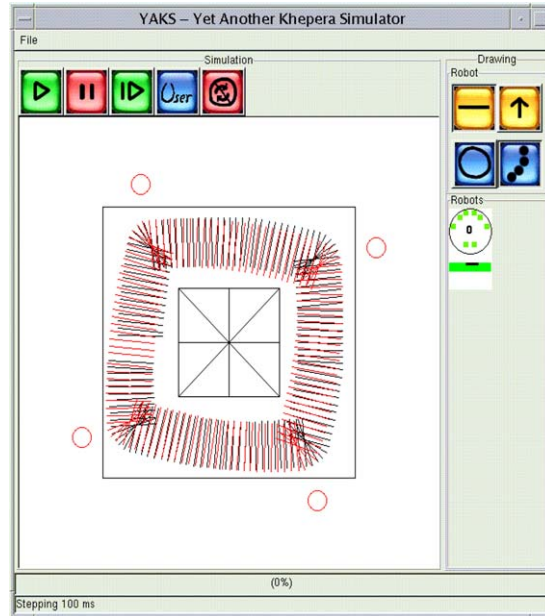 YAKS – Yet Another Khepera Simulator
File
Simulation
Drawing
Robot
User
Robots
0
(0%)
Stepping 100 ms